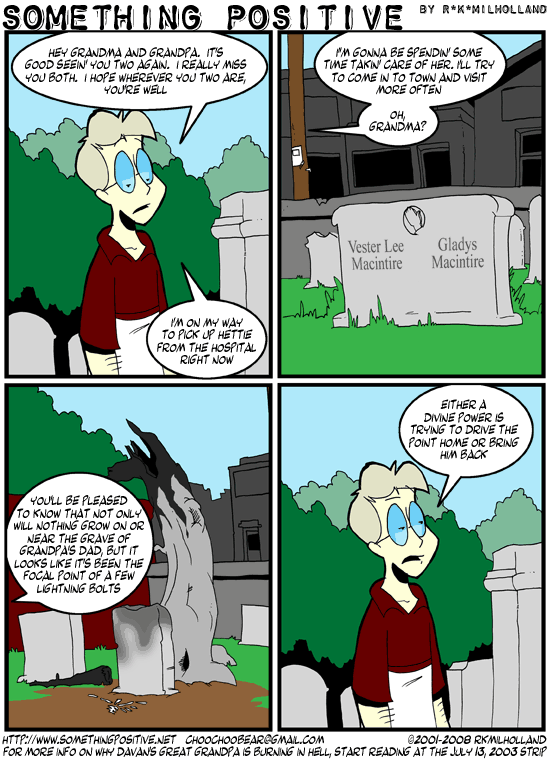 SOMETHING POSITIVE BY R*K*MILHOLLAND
HEY GRANDMA AND GRANDPA. IT'S
GOOD SEEIN' YOU TWO AGAIN. I REALLY MISS
YOU BOTH. I HOPE WHEREVER YOU TWO ARE,
YOU'RE WELL
I'M ON MY WAY
TO PICK UP HETTIE
FROM THE HOSPITAL
RIGHT NOW
I'M GONNA BE SPENDIN' SOME
TIME TAKIN' CARE OF HER. I'LL TRY
TO COME IN TO TOWN AND VISIT
MORE OFTEN
OH,
GRANDMA?
Vester Lee
Macintire
Gladys
Macintire
YOU'LL BE PLEASED
TO KNOW THAT NOT ONLY
WILL NOTHING GROW ON OR
NEAR THE GRAVE OF
GRANDPA'S DAD, BUT IT
LOOKS LIKE IT'S BEEN THE
FOCAL POINT OF A FEW
LIGHTNING BOLTS
EITHER A
DIVINE POWER IS
TRYING TO DRIVE THE
POINT HOME OR BRING
HIM BACK
HTTP://WWW.SOMETHINGPOSITIVE.NET CHOOCHOOBEAR@GMAIL.COM ©2001-2008 RKMILHOLLAND
FOR MORE INFO ON WHY DAVAN'S GREAT GRANDPA IS BURNING IN HELL, START READING AT THE JULY 13, 2003 STRIP